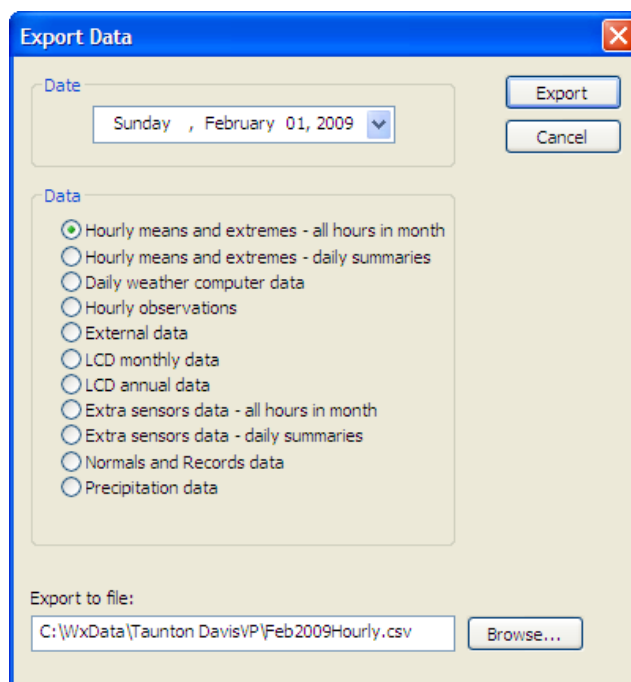 Export Data
Date
Sunday , February 01, 2009
Export
Cancel
Data
Hourly means and extremes - all hours in month
Hourly means and extremes - daily summaries
Daily weather computer data
Hourly observations
External data
LCD monthly data
LCD annual data
Extra sensors data - all hours in month
Extra sensors data - daily summaries
Normals and Records data
Precipitation data
Export to file:
C:\WxData\Taunton DavisVP\Feb2009Hourly.csv
Browse...